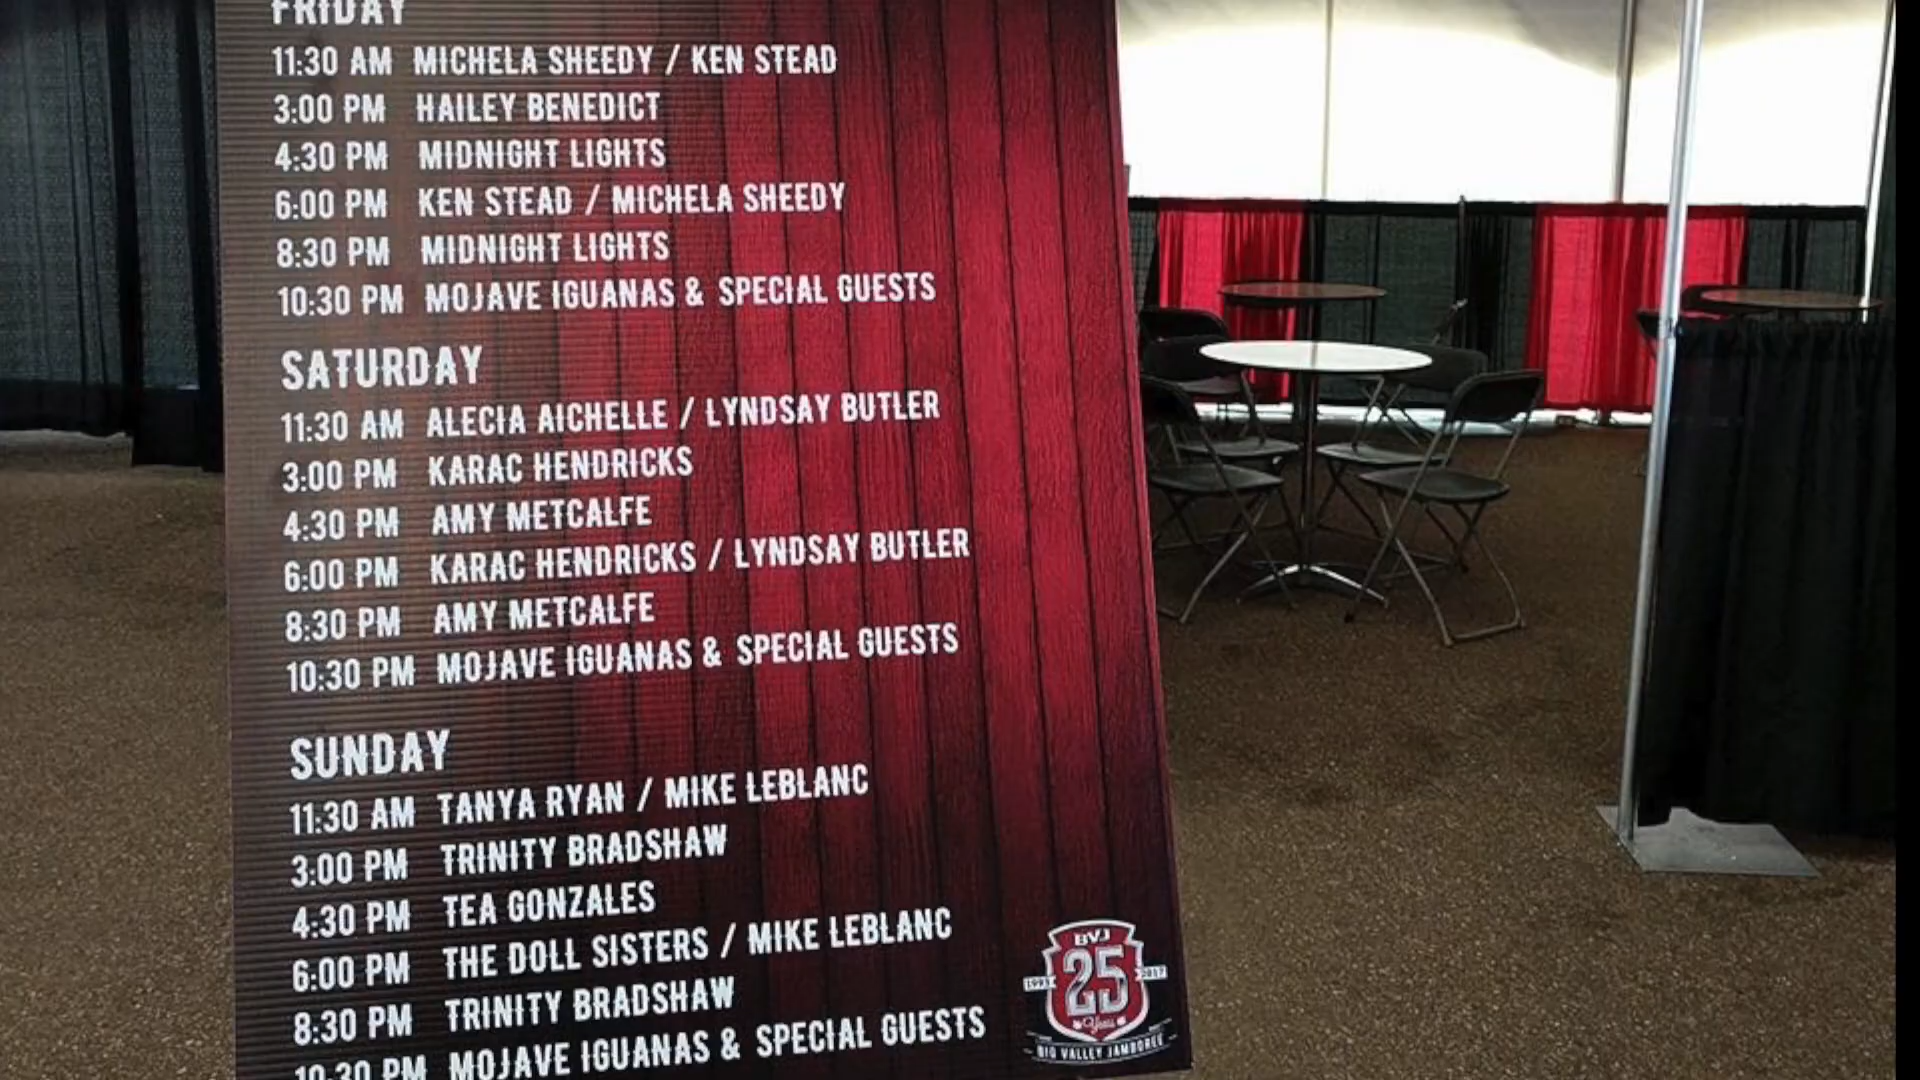 FRIDAY
11:30 AM MICHELA SHEEDY / KEN STEAD
3:00 PM HAILEY BENEDICT
4:30 PM MIDNIGHT LIGHTS
6:00 PM KEN STEAD / MICHELA SHEEDY
8:30 PM MIDNIGHT LIGHTS
10:30 PM MOJAVE IGUANAS & SPECIAL GUESTS
SATURDAY
11:30 AM ALECIA AICHELLE / LYNDSAY BUTLER
3:00 PM KARAC HENDRICKS
4:30 PM AMY METCALFE
6:00 PM KARAC HENDRICKS / LYNDSAY BUTLER
8:30 PM AMY METCALFE
10:30 PM MOJAVE IGUANAS & SPECIAL GUESTS
SUNDAY
11:30 AM TANYA RYAN / MIKE LEBLANC
3:00 PM TRINITY BRADSHAW
4:30 PM TEA GONZALES
6:00 PM THE DOLL SISTERS / MIKE LEBLANC
8:30 PM TRINITY BRADSHAW
10:30 PM MOJAVE IGUANAS & SPECIAL GUESTS
BVJ
1993 25 2017
Years
BIG VALLEY JAMBOREE